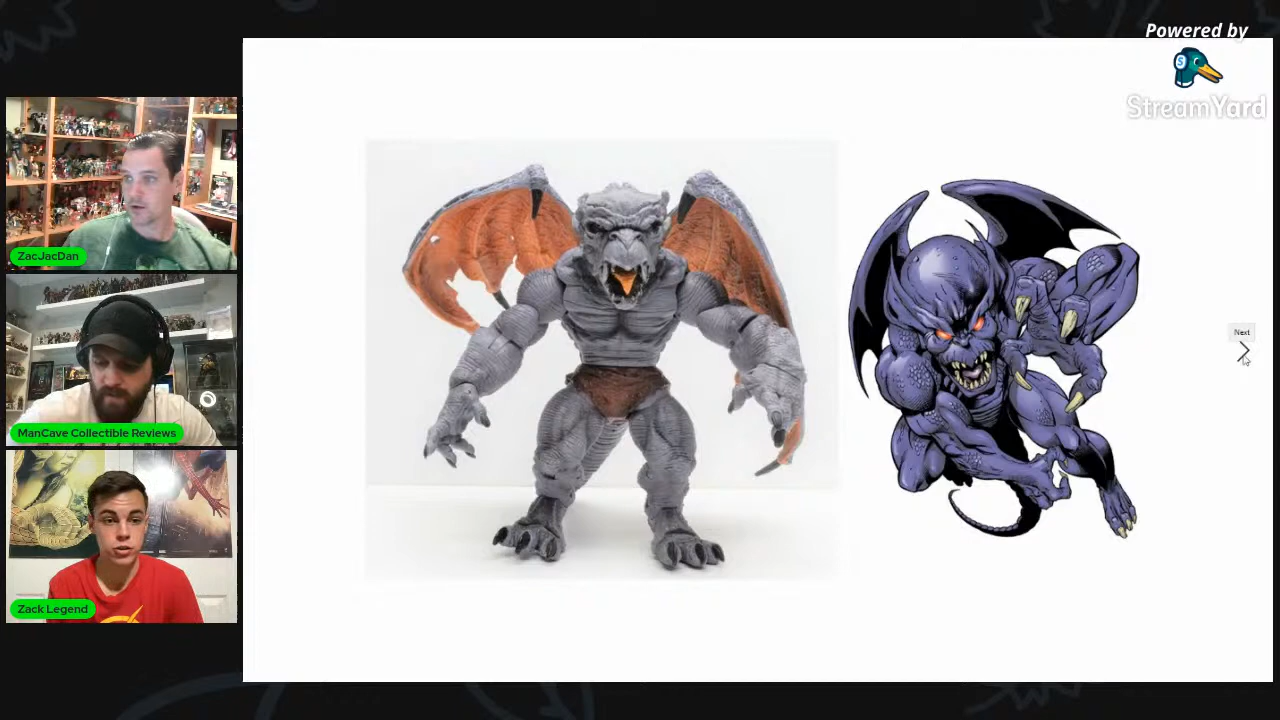 Powered by
S
StreamYard
ZacJacDan
ManCave Collectible Reviews
Zack Legend
Next